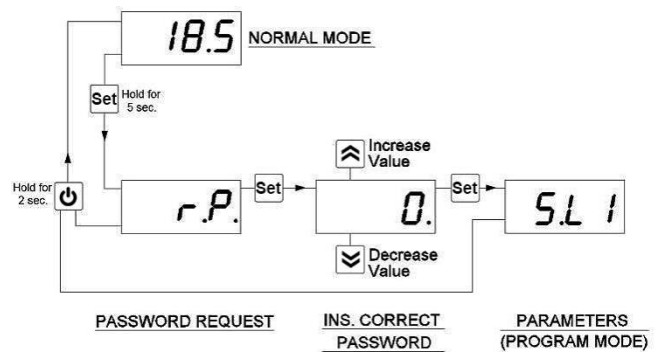 18.5
NORMAL MODE
Set
Hold for
5 sec.
Increase
Value
Hold for
2 sec.
r.P.
Set
0.
Set
S.L 1
Decrease
Value
PASSWORD REQUEST
INS. CORRECT
PASSWORD
PARAMETERS
(PROGRAM MODE)